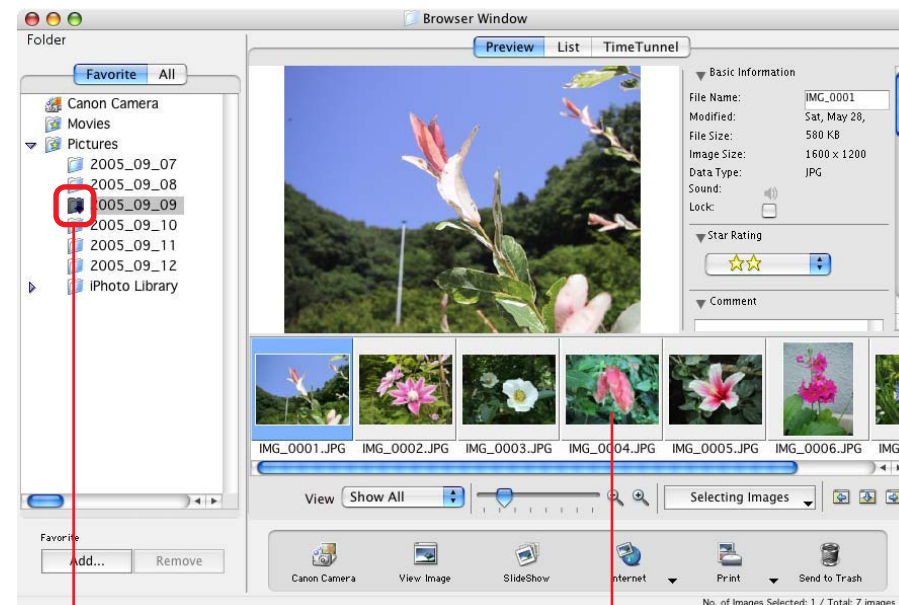 Browser Window
Folder
Favorite All
Canon Camera
Movies
Pictures
2005_09_07
2005_09_08
2005_09_09
2005_09_10
2005_09_11
2005_09_12
iPhoto Library
Preview List TimeTunnel
Basic Information
File Name: IMG_0001
Modified: Sat, May 28,
File Size: 580 KB
Image Size: 1600 x 1200
Data Type: JPG
Sound:
Lock:
Star Rating
Comment
IMG_0001.JPG IMG_0002.JPG IMG_0003.JPG IMG_0004.JPG IMG_0005.JPG IMG_0006.JPG IMG
View Show All Selecting Images
Favorite
Add... Remove
Canon Camera View Image SlideShow Internet Print Send to Trash
No. of Images Selected: 1 / Total: 7 images